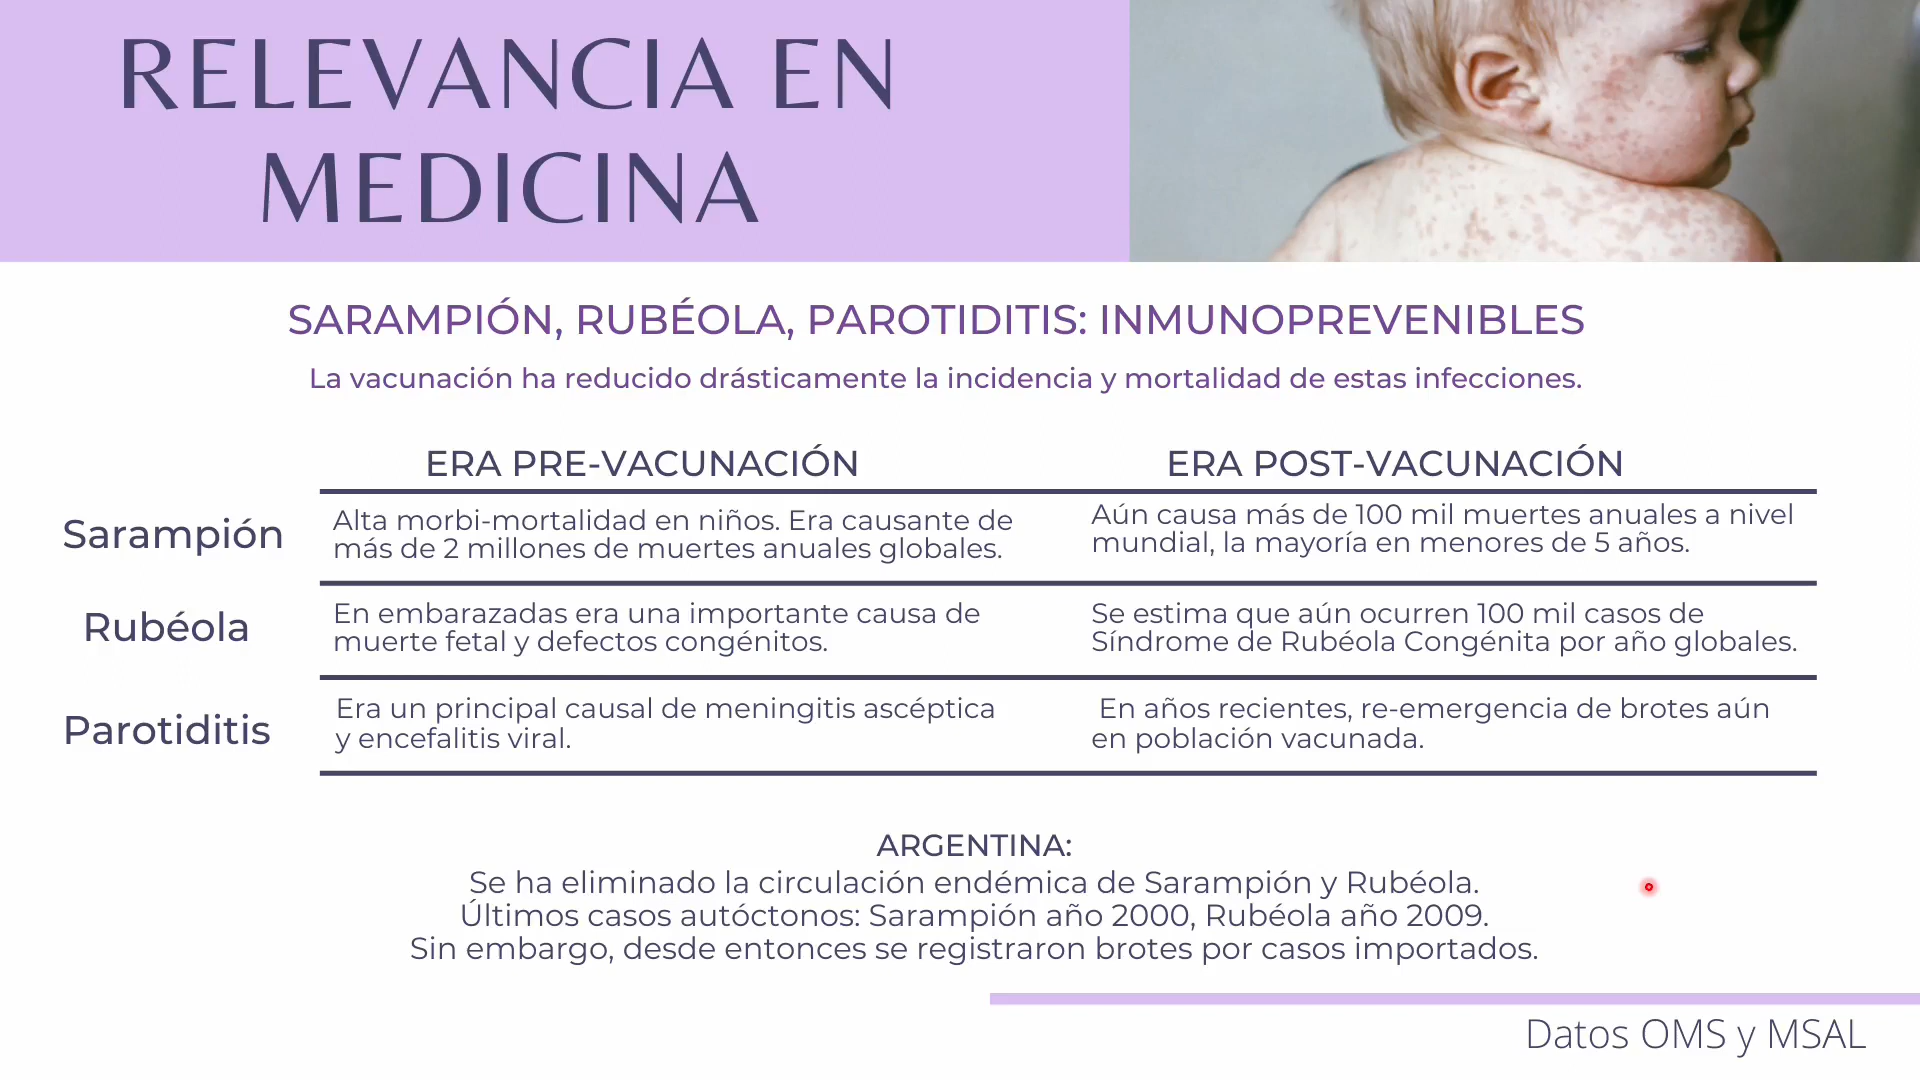 RELEVANCIA EN
MEDICINA
SARAMPIÓN, RUBÉOLA, PAROTIDITIS: INMUNOPREVENIBLES
La vacunación ha reducido drásticamente la incidencia y mortalidad de estas infecciones.
ERA PRE-VACUNACIÓN
ERA POST-VACUNACIÓN
Sarampión
Alta morbi-mortalidad en niños. Era causante de
más de 2 millones de muertes anuales globales.
Aún causa más de 100 mil muertes anuales a nivel
mundial, la mayoría en menores de 5 años.
Rubéola
En embarazadas era una importante causa de
muerte fetal y defectos congénitos.
Se estima que aún ocurren 100 mil casos de
Síndrome de Rubéola Congénita por año globales.
Parotiditis
Era un principal causal de meningitis ascéptica
y encefalitis viral.
En años recientes, re-emergencia de brotes aún
en población vacunada.
ARGENTINA:
Se ha eliminado la circulación endémica de Sarampión y Rubéola.
Últimos casos autóctonos: Sarampión año 2000, Rubéola año 2009.
Sin embargo, desde entonces se registraron brotes por casos importados.
Datos OMS y MSAL